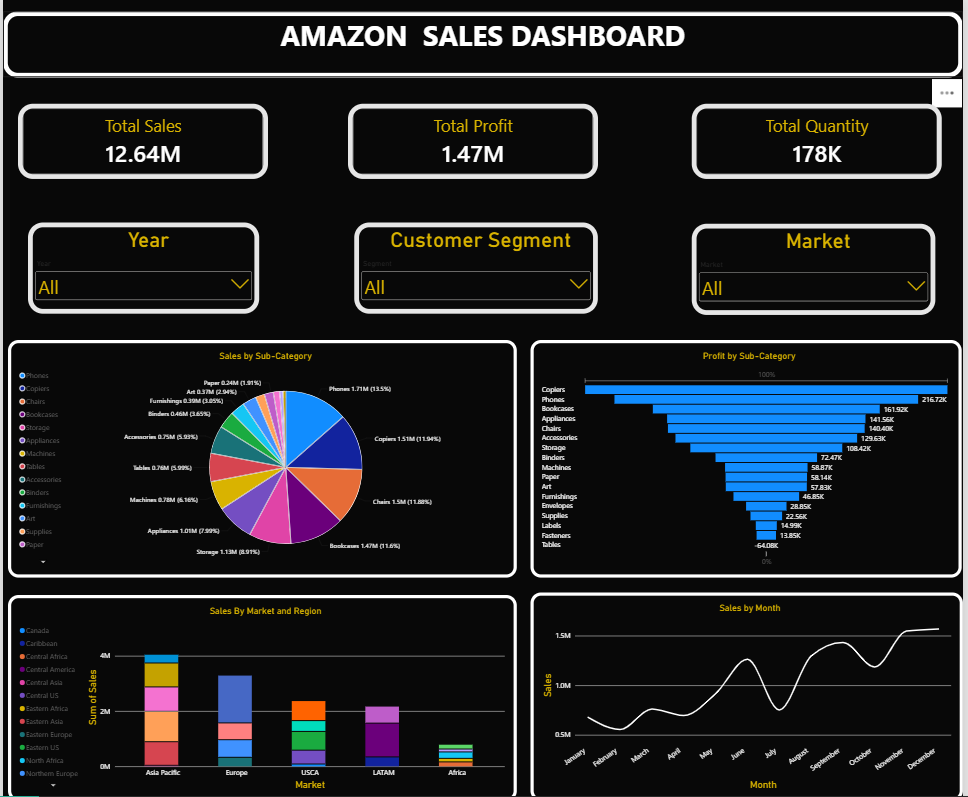 AMAZON SALES DASHBOARD
Total Sales
12.64M
Total Profit
1.47M
Total Quantity
178K
Year
Year
All
Customer Segment
Segment
All
Market
Market
All
Sales by Sub-Category
Phones
Copiers
Chairs
Bookcases
Storage
Appliances
Machines
Tables
Accessories
Binders
Furnishings
Art
Supplies
Paper
Phones 1.71M (13.5%)
Copiers 1.51M (11.94%)
Chairs 1.5M (11.88%)
Bookcases 1.47M (11.6%)
Storage 1.13M (8.91%)
Appliances 1.01M (7.99%)
Machines 0.78M (6.16%)
Tables 0.76M (5.99%)
Accessories 0.75M (5.93%)
Binders 0.46M (3.65%)
Furnishings 0.39M (3.05%)
Art 0.37M (2.94%)
Paper 0.24M (1.91%)
Profit by Sub-Category
100%
Copiers
Phones 216.72K
Bookcases 161.92K
Appliances 141.56K
Chairs 140.40K
Accessories 129.63K
Storage 108.42K
Binders 72.47K
Machines 58.87K
Paper 58.14K
Art 57.83K
Furnishings 46.85K
Envelopes 28.85K
Supplies 22.56K
Labels 14.99K
Fasteners 13.85K
Tables -64.08K
0%
Sales By Market and Region
Canada
Caribbean
Central Africa
Central America
Central Asia
Central US
Eastern Africa
Eastern Asia
Eastern Europe
Eastern US
North Africa
Northern Europe
Sum of Sales
4M
2M
0M
Asia Pacific Europe USCA LATAM Africa
Market
Sales by Month
Sales
1.5M
1.0M
0.5M
January February March April May June July August September October November December
Month